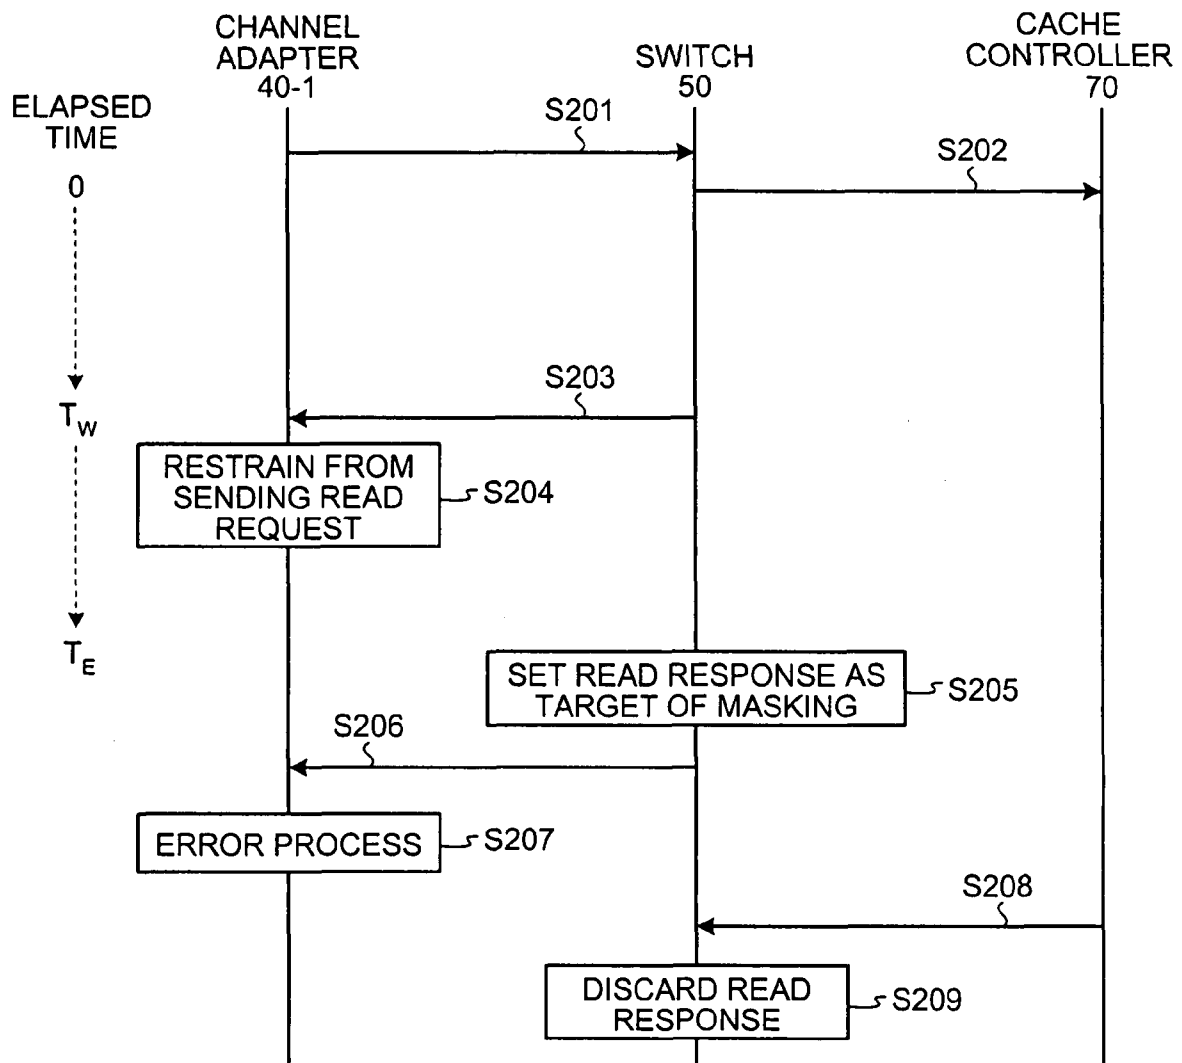 CHANNEL
ADAPTER
40-1
SWITCH
50
CACHE
CONTROLLER
70
ELAPSED
TIME
0
S201
S202
S203
TW
RESTRAIN FROM
SENDING READ
REQUEST
S204
TE
SET READ RESPONSE AS
TARGET OF MASKING
S205
S206
ERROR PROCESS
S207
S208
DISCARD READ
RESPONSE
S209